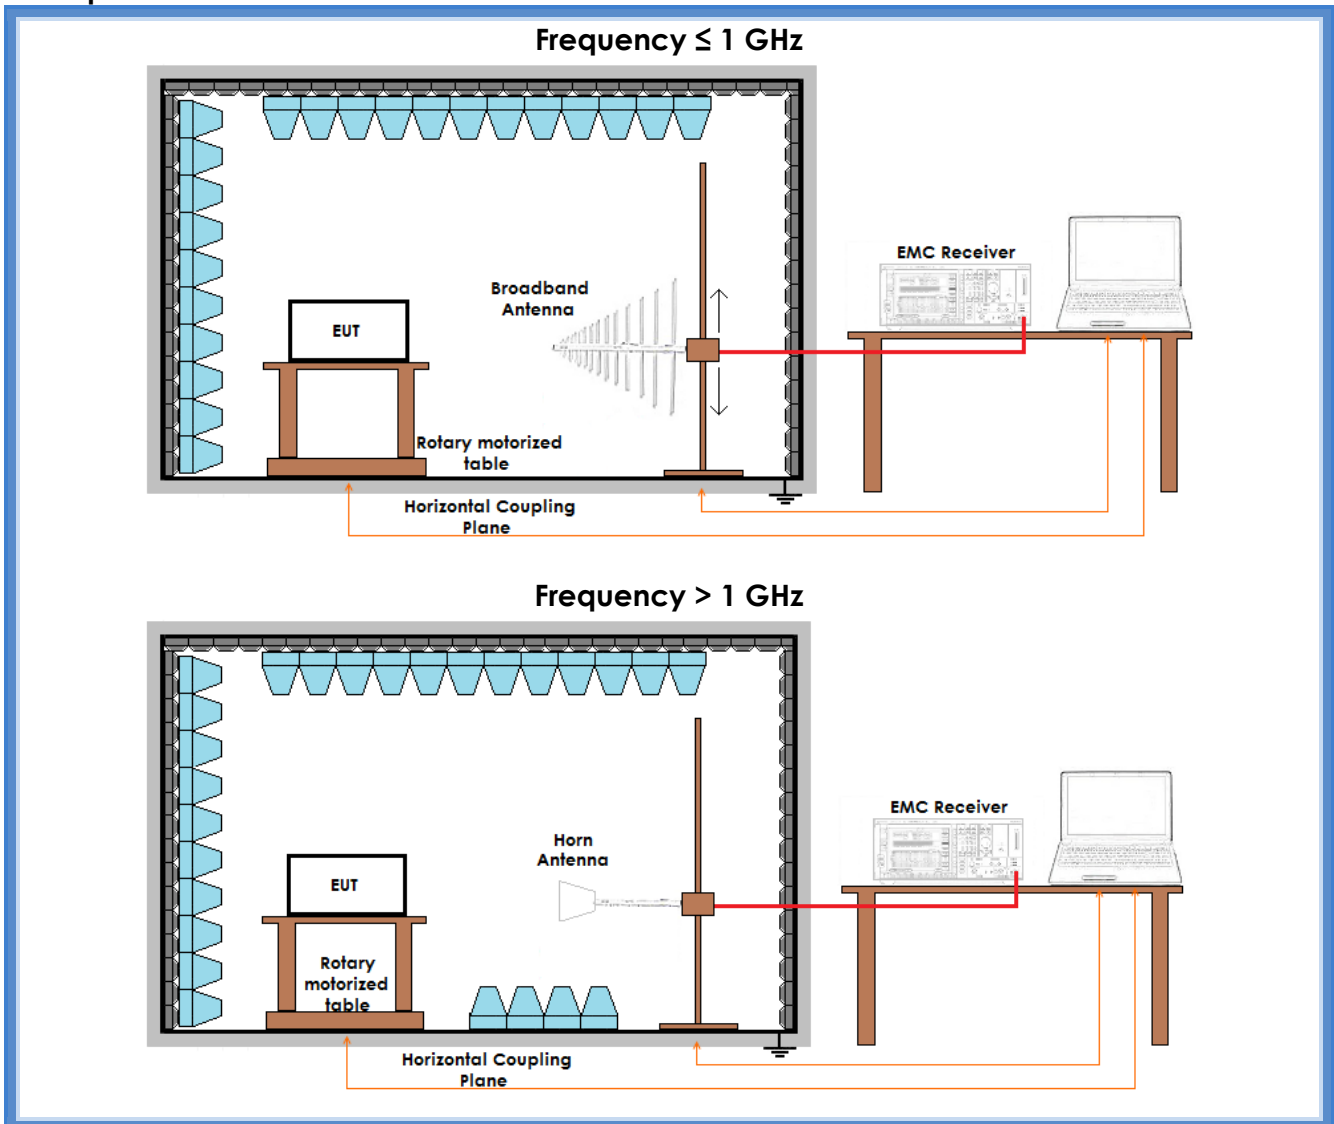 Frequency ≤ 1 GHz
EMC Receiver
Broadband
Antenna
EUT
Rotary motorized
table
Horizontal Coupling
Plane
Frequency > 1 GHz
EMC Receiver
Horn
Antenna
EUT
Rotary
motorized
table
Horizontal Coupling
Plane